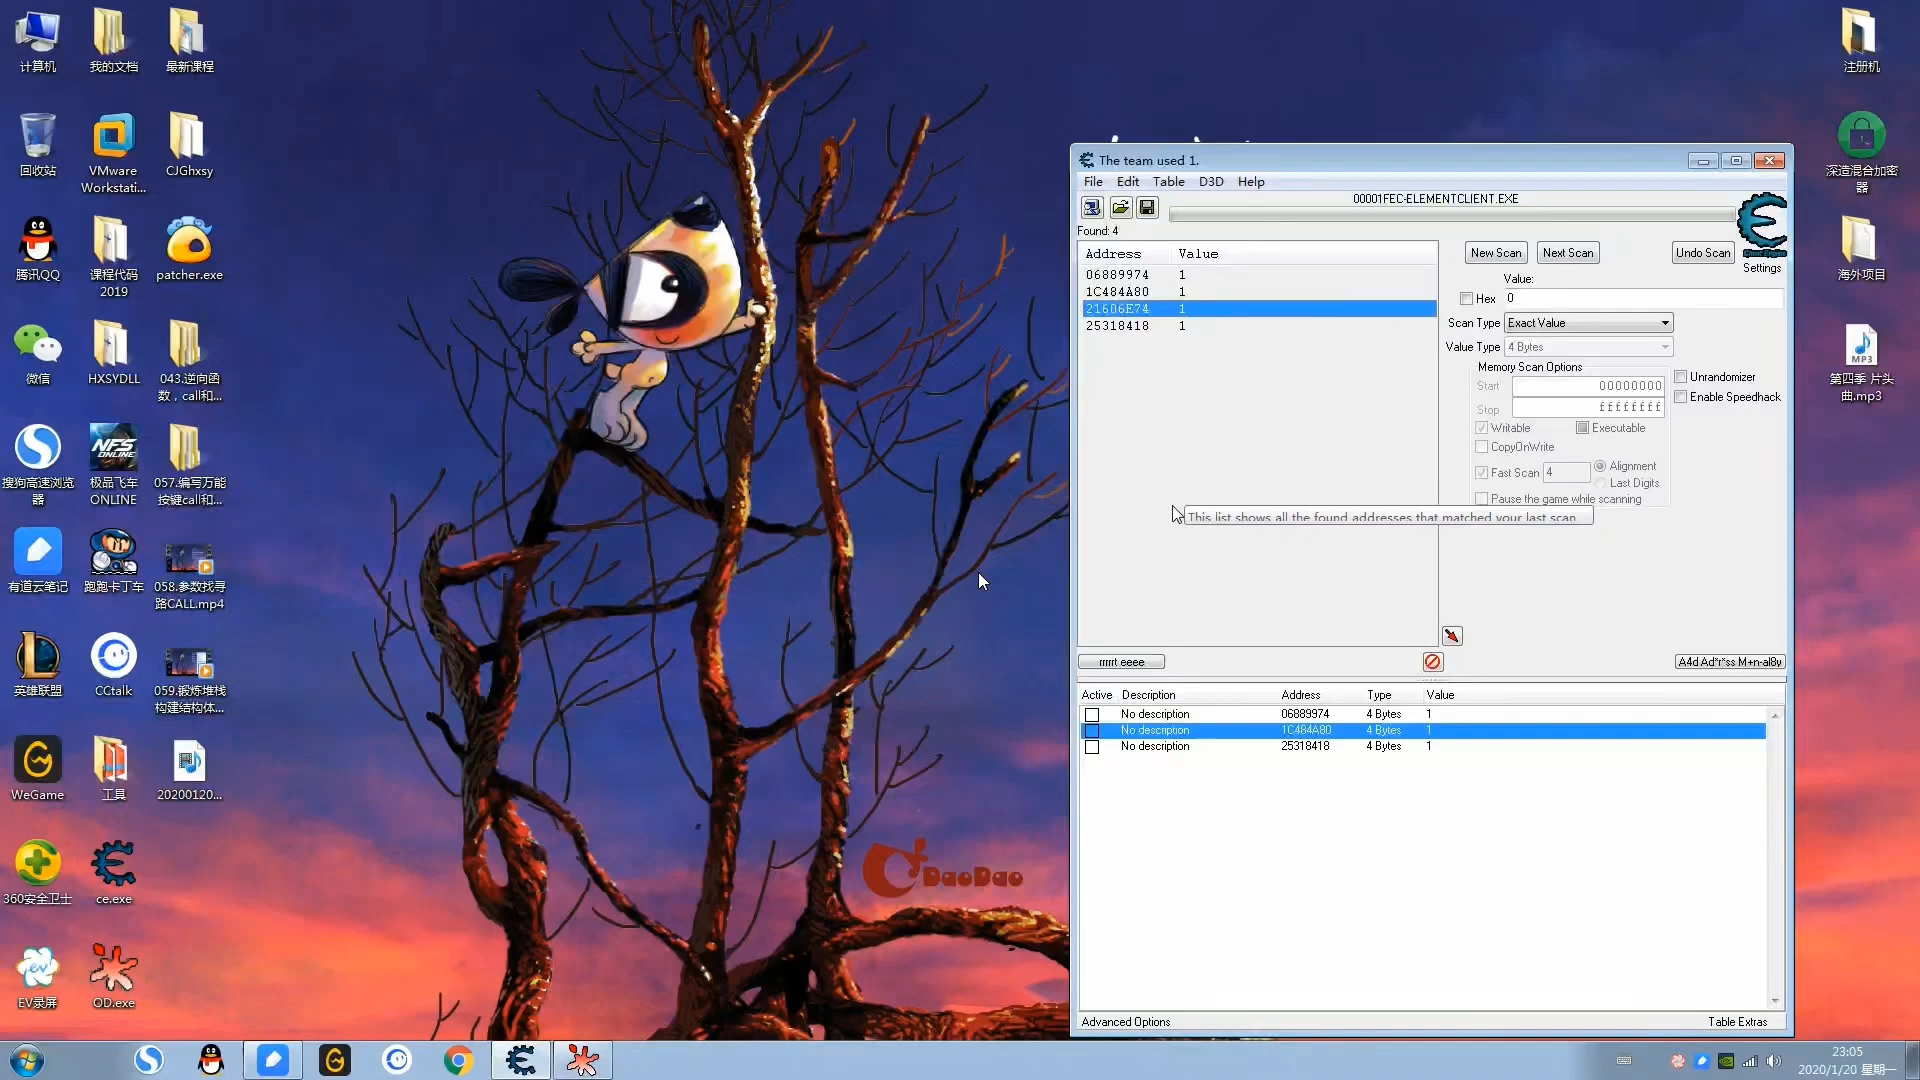 计算机
我的文档
最新课程
回收站
VMware
Workstati...
CJGhxsy
腾讯QQ
课程代码
2019
patcher.exe
微信
HXSYDLL
043.逆向函
数，call和...
搜狗高速浏览
器
极品飞车
ONLINE
057.编写万能
按键call和...
有道云笔记
跑跑卡丁车
058.参数找寻
路CALL.mp4
英雄联盟
CCtalk
059.锻炼堆栈
构建结构体...
WeGame
工具
20200120...
360安全卫士
ce.exe
EV录屏
OD.exe
NFS
ONLINE
DaoDao
The team used 1.
File Edit Table D3D Help
00001FEC-ELEMENTCLIENT.EXE
Found: 4
Address Value
06889974 1
1C484A80 1
21606E74 1
25318418 1
New Scan Next Scan Undo Scan
Cheat Engine
Settings
Value:
Hex 0
Scan Type Exact Value
Value Type 4 Bytes
Memory Scan Options
Start 00000000
Stop ffffffff
Unrandomizer
Enable Speedhack
Writable Executable
CopyOnWrite
Fast Scan 4 Alignment
Last Digits
Pause the game while scanning
This list shows all the found addresses that matched your last scan
rrrrrt eeee
A4d Ad*r*ss M+n-al8y
Active Description Address Type Value
No description 06889974 4 Bytes 1
No description 1C484A80 4 Bytes 1
No description 25318418 4 Bytes 1
Advanced Options Table Extras
注册机
深造混合加密
器
海外项目
MP3
第四季 片头
曲.mp3
23:05
2020/1/20 星期一